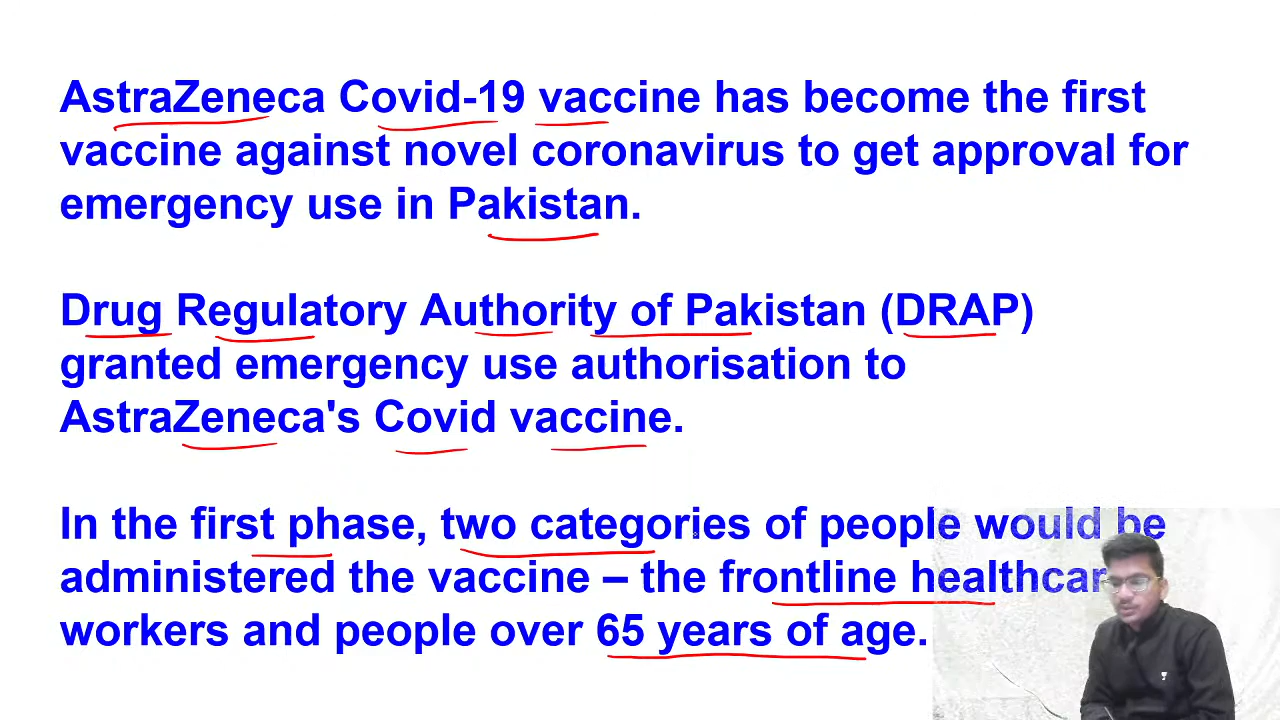 AstraZeneca Covid-19 vaccine has become the first
vaccine against novel coronavirus to get approval for
emergency use in Pakistan.
Drug Regulatory Authority of Pakistan (DRAP)
granted emergency use authorisation to
AstraZeneca's Covid vaccine.
In the first phase, two categories of people would be
administered the vaccine – the frontline healthcar
workers and people over 65 years of age.